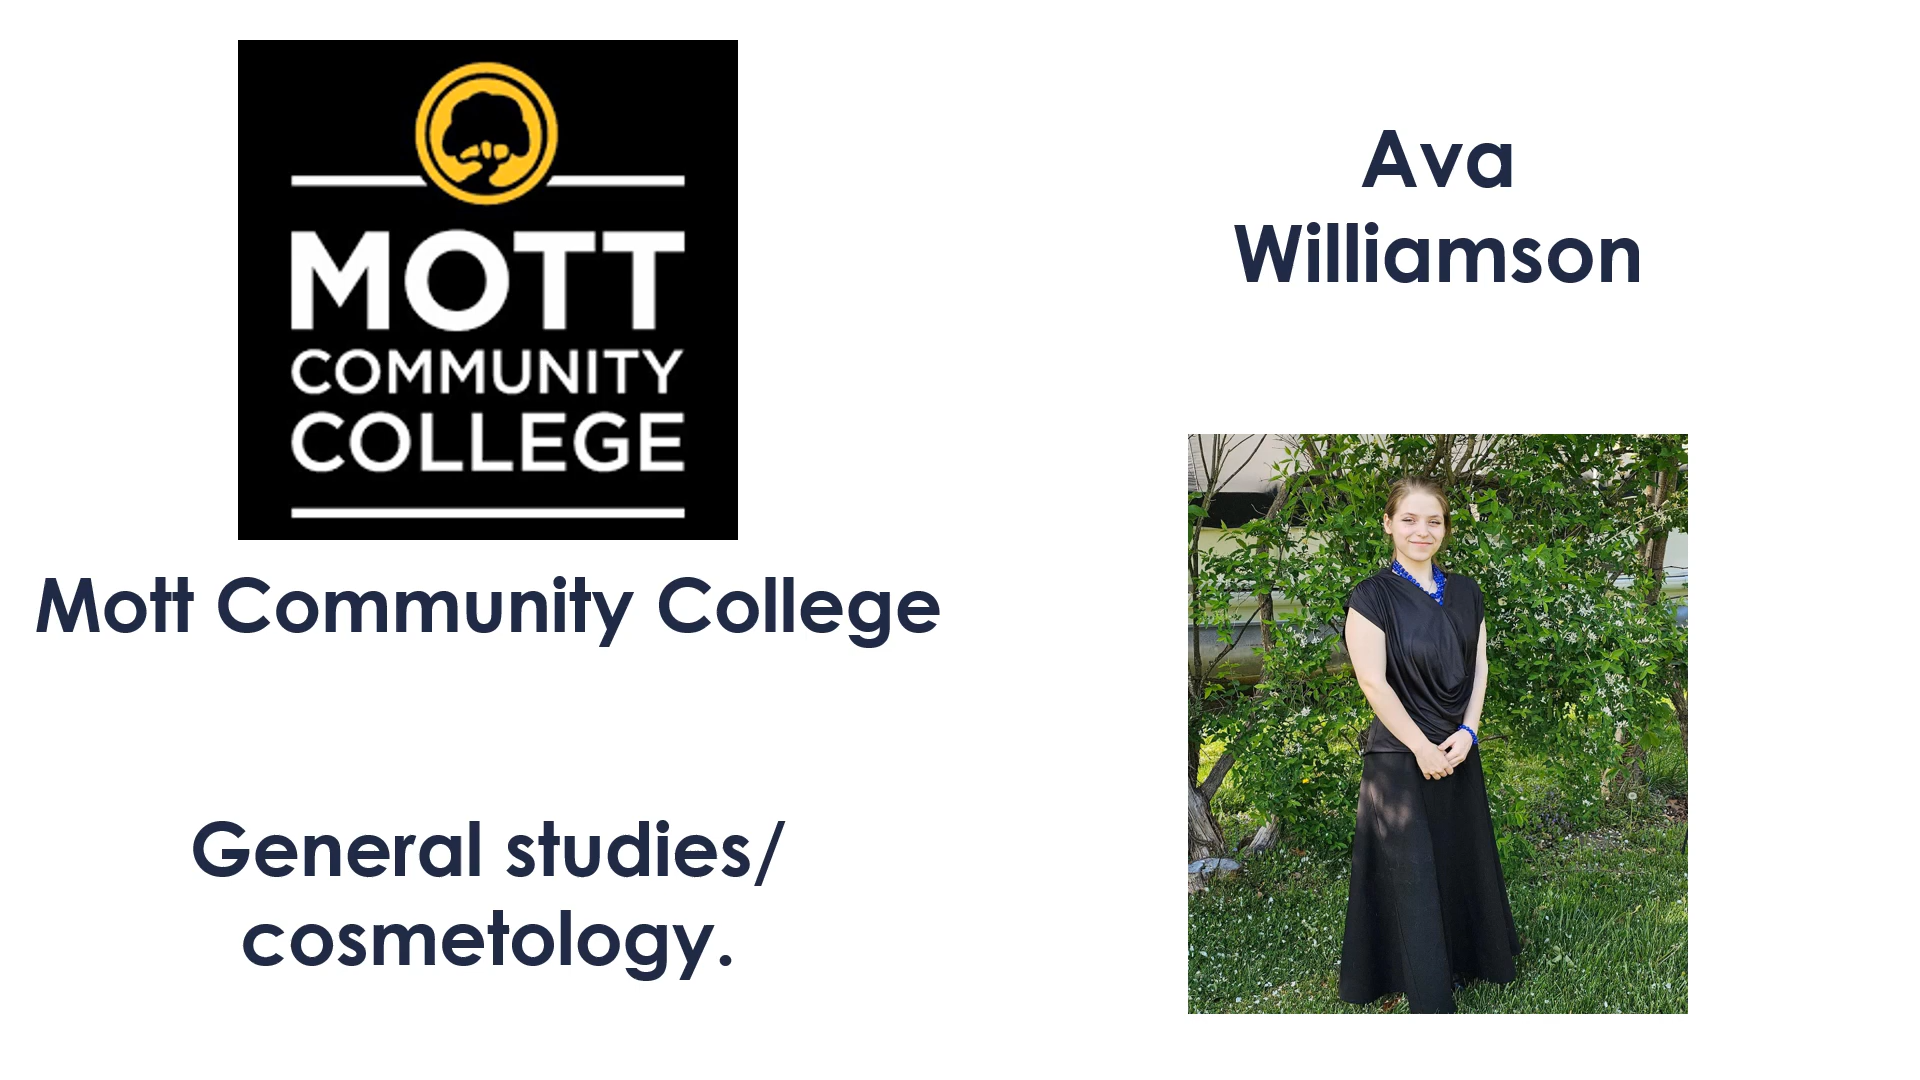 MOTT
COMMUNITY
COLLEGE
Mott Community College
General studies/
cosmetology.
Ava
Williamson